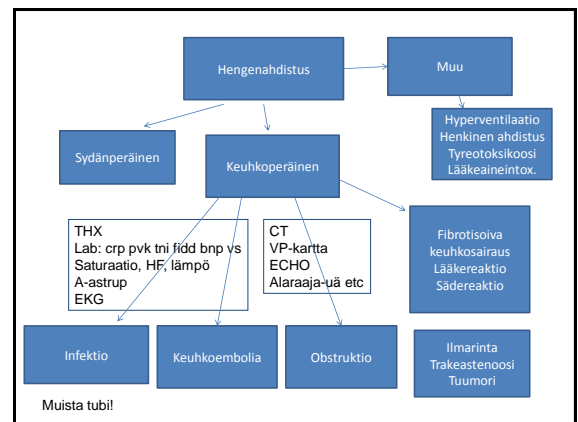 Hengenahdistus
Muu
Hyperventilaatio
Henkinen ahdistus
Tyreotoksikoosi
Lääkeaineintox.
Sydänperäinen
Keuhkoperäinen
THX
Lab: crp pvk tni fidd bnp vs
Saturaatio, HF, lämpö
A-astrup
EKG
CT
VP-kartta
ECHO
Alaraaja-uä etc
Fibrotisoiva
keuhkosairaus
Lääkereaktio
Sädereaktio
Infektio
Keuhkoembolia
Obstruktio
Ilmarinta
Trakeastenoosi
Tuumori
Muista tubi!